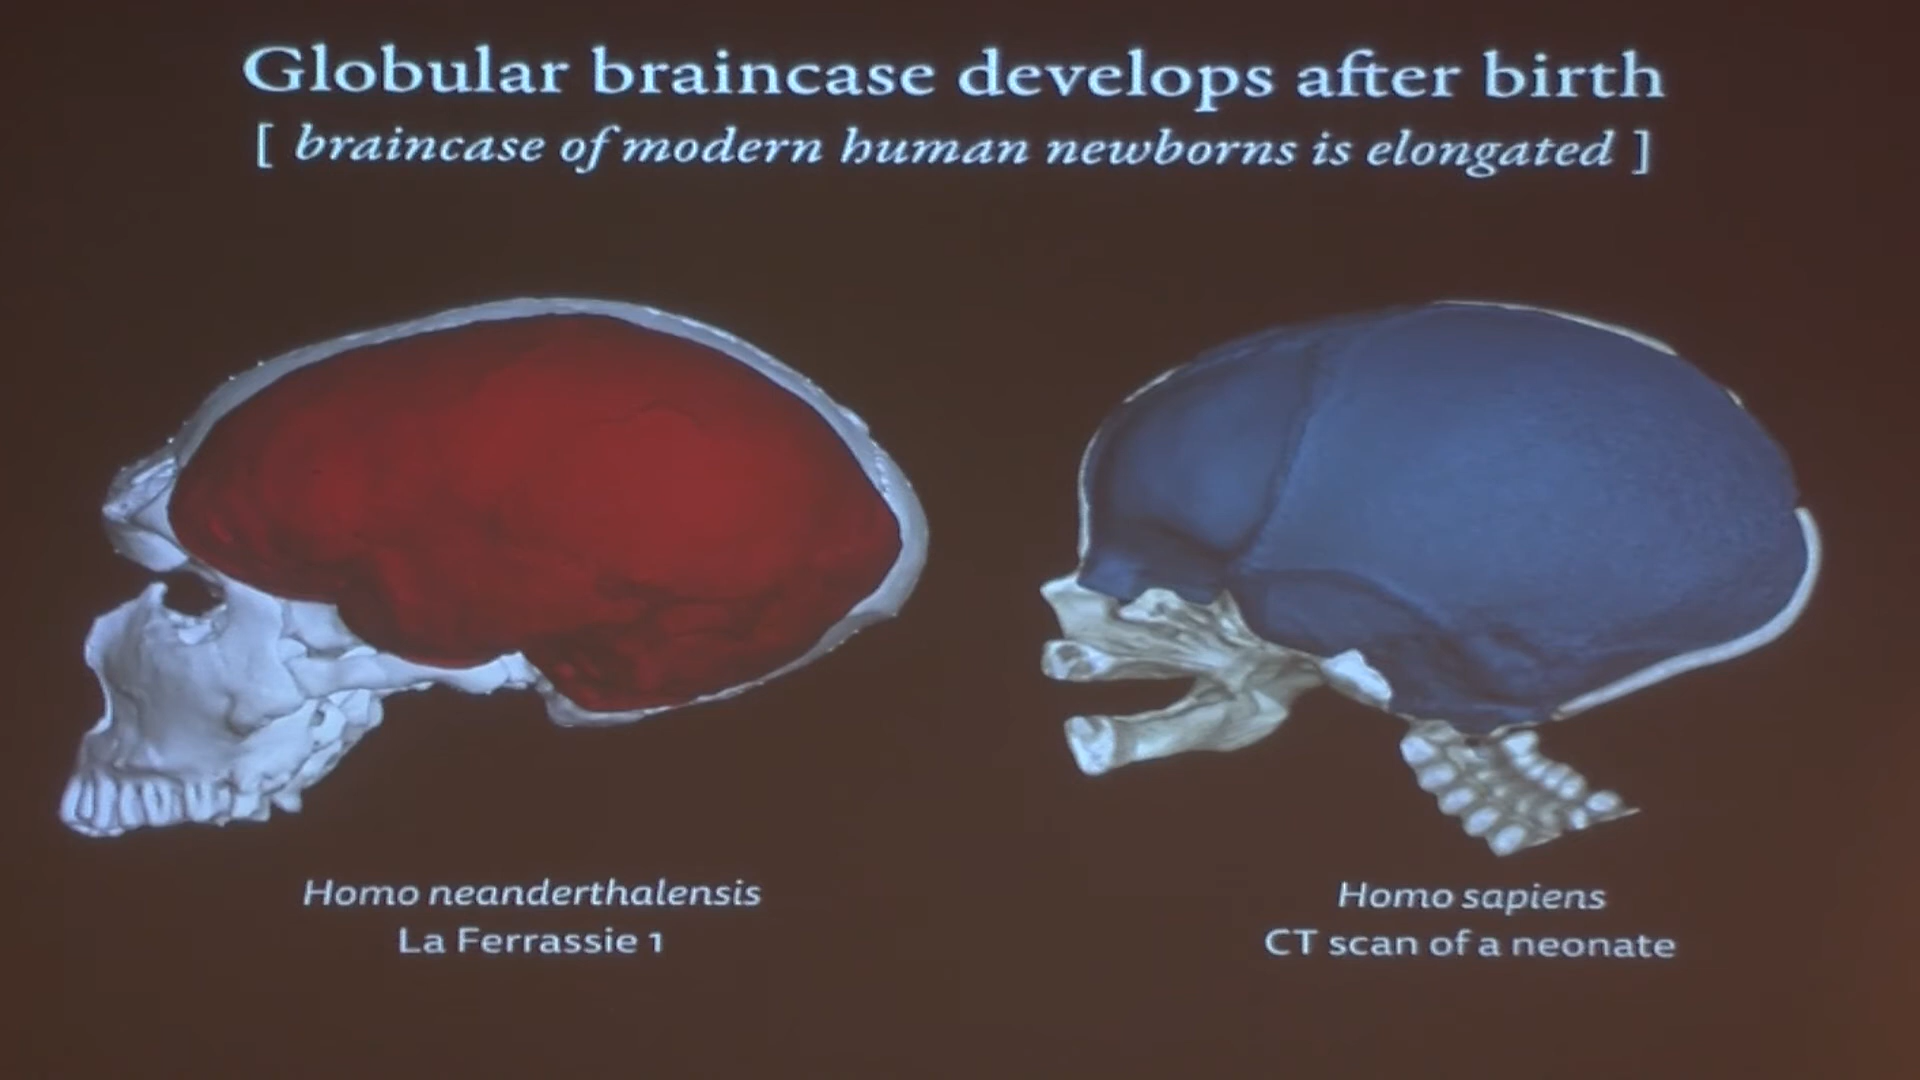 Globular braincase develops after birth
[ braincase of modern human newborns is elongated ]
Homo neanderthalensis
La Ferrassie 1
Homo sapiens
CT scan of a neonate